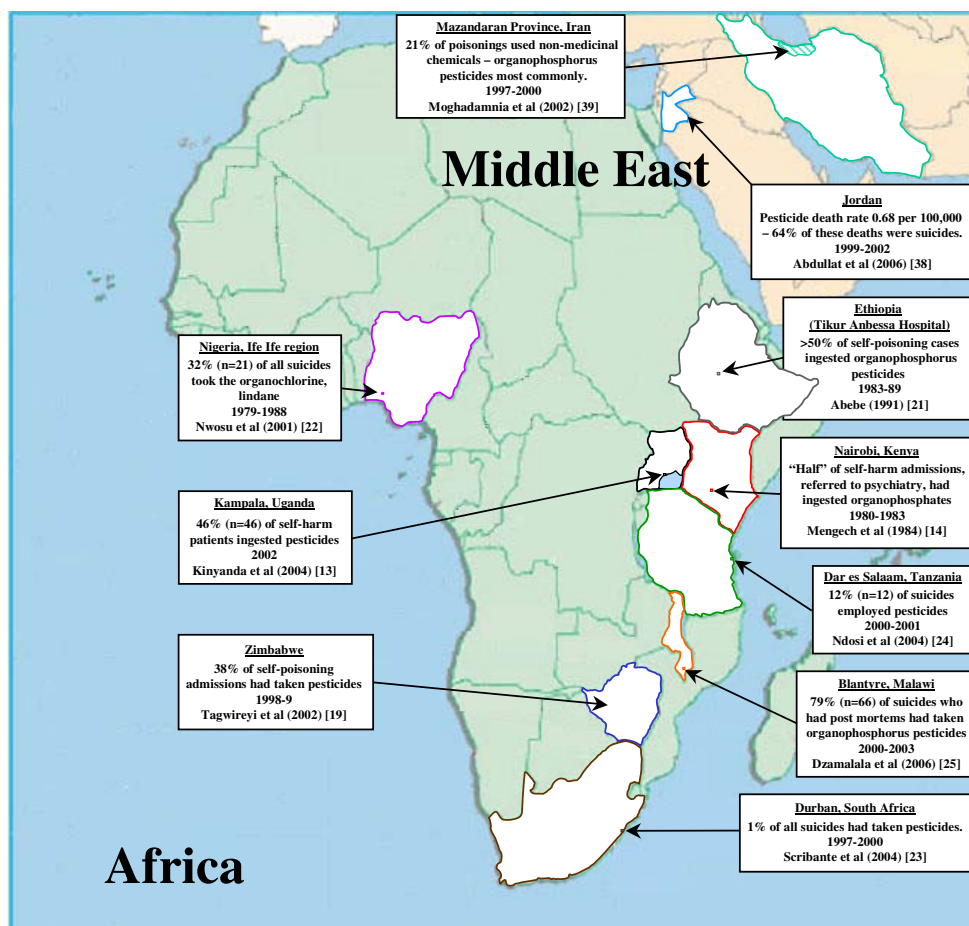 Mazandaran Province, Iran
21% of poisonings used non-medicinal
chemicals – organophosphorus
pesticides most commonly.
1997-2000
Moghadamnia et al (2002) [39]
Middle East
Jordan
Pesticide death rate 0.68 per 100,000
– 64% of these deaths were suicides.
1999-2002
Abdullat et al (2006) [38]
Ethiopia
(Tikur Anbessa Hospital)
>50% of self-poisoning cases
ingested organophosphorus
pesticides
1983-89
Abebe (1991) [21]
Nigeria, Ife Ife region
32% (n=21) of all suicides
took the organochlorine,
lindane
1979-1988
Nwosu et al (2001) [22]
Nairobi, Kenya
“Half” of self-harm admissions,
referred to psychiatry, had
ingested organophosphates
1980-1983
Mengech et al (1984) [14]
Kampala, Uganda
46% (n=46) of self-harm
patients ingested pesticides
2002
Kinyanda et al (2004) [13]
Dar es Salaam, Tanzania
12% (n=12) of suicides
employed pesticides
2000-2001
Ndosi et al (2004) [24]
Zimbabwe
38% of self-poisoning
admissions had taken pesticides
1998-9
Tagwireyi et al (2002) [19]
Blantyre, Malawi
79% (n=66) of suicides who
had post mortems had taken
organophosphorus pesticides
2000-2003
Dzamalala et al (2006) [25]
Durban, South Africa
1% of all suicides had taken pesticides.
1997-2000
Scribante et al (2004) [23]
Africa